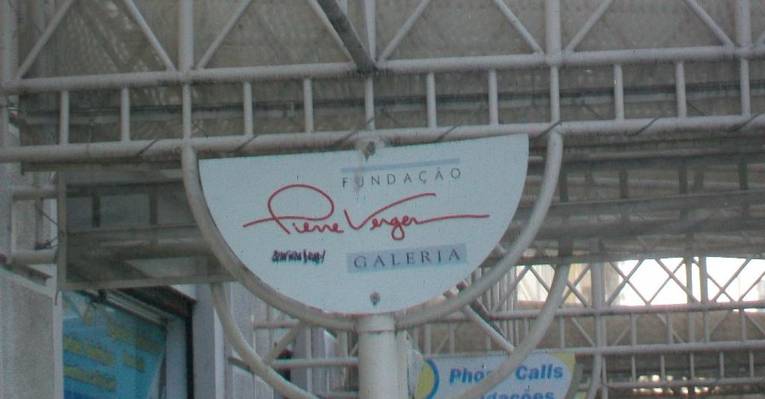 FUNDAÇÃO
Pierre Verger
GALERIA
Phone Calls